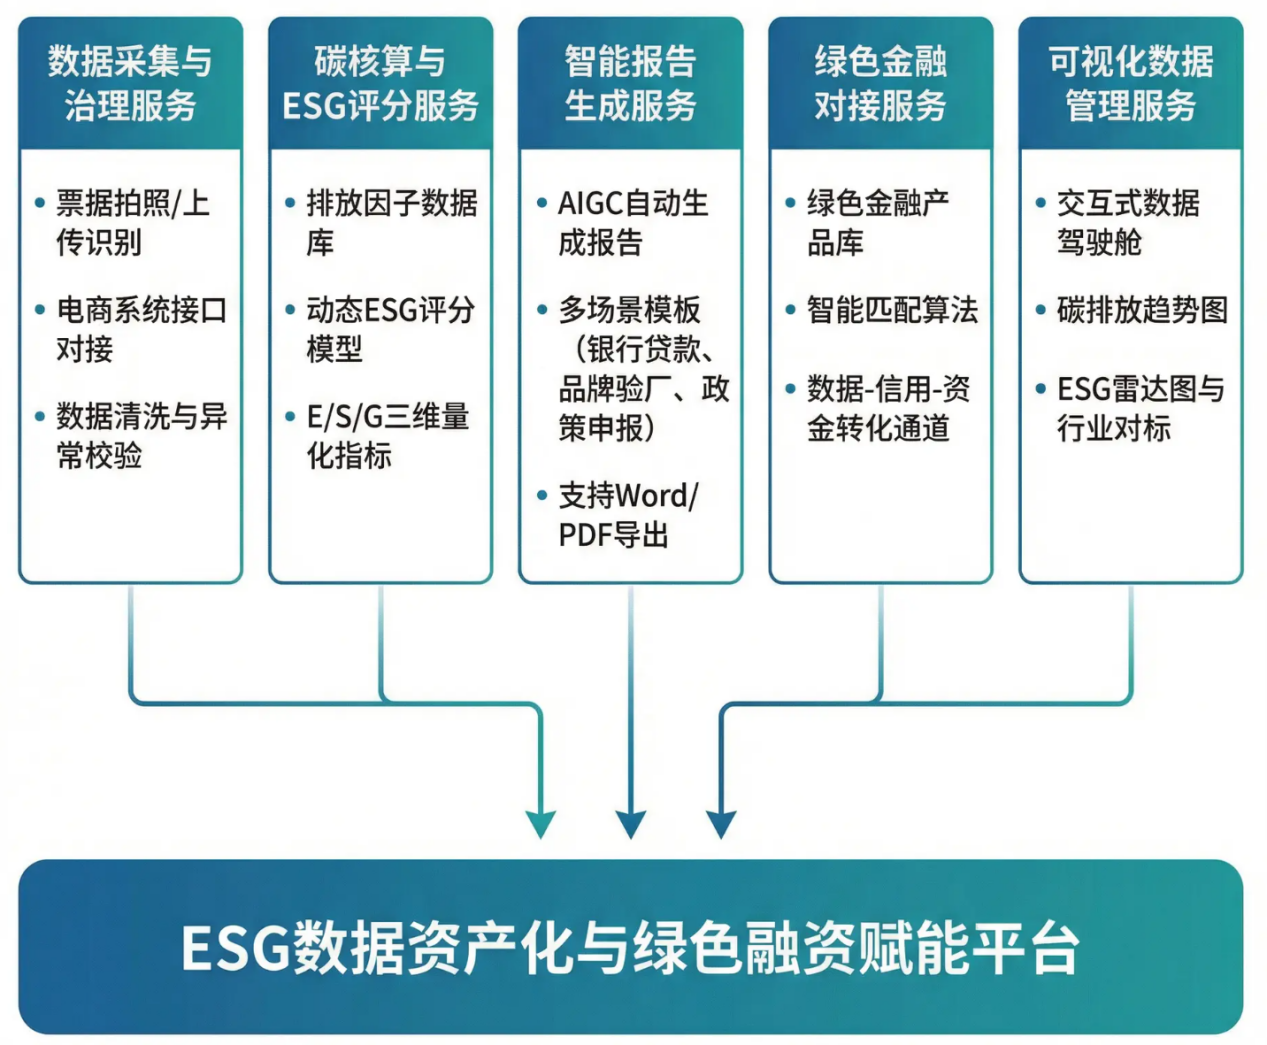 数据采集与
治理服务
票据拍照/上
传识别
电商系统接口
对接
数据清洗与异
常校验
碳核算与
ESG评分服务
排放因子数据
库
动态ESG评分
模型
E/S/G三维量
化指标
智能报告
生成服务
AIGC自动生
成报告
多场景模板
（银行贷款、
品牌验厂、政
策申报）
支持Word/
PDF导出
绿色金融
对接服务
绿色金融产
品库
智能匹配算法
数据-信用-资
金转化通道
可视化数据
管理服务
交互式数据
驾驶舱
碳排放趋势图
ESG雷达图与
行业对标
ESG数据资产化与绿色融资赋能平台